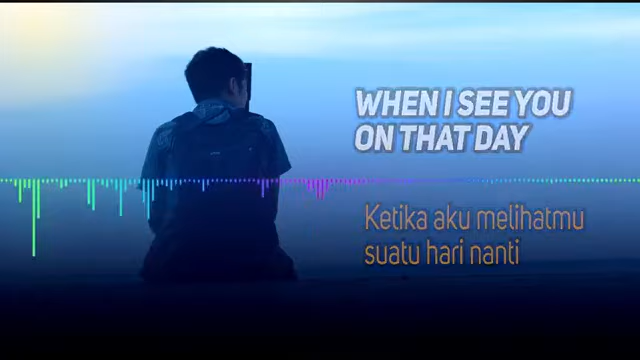 WHEN I SEE YOU
ON THAT DAY
Ketika aku melihatmu
suatu hari nanti